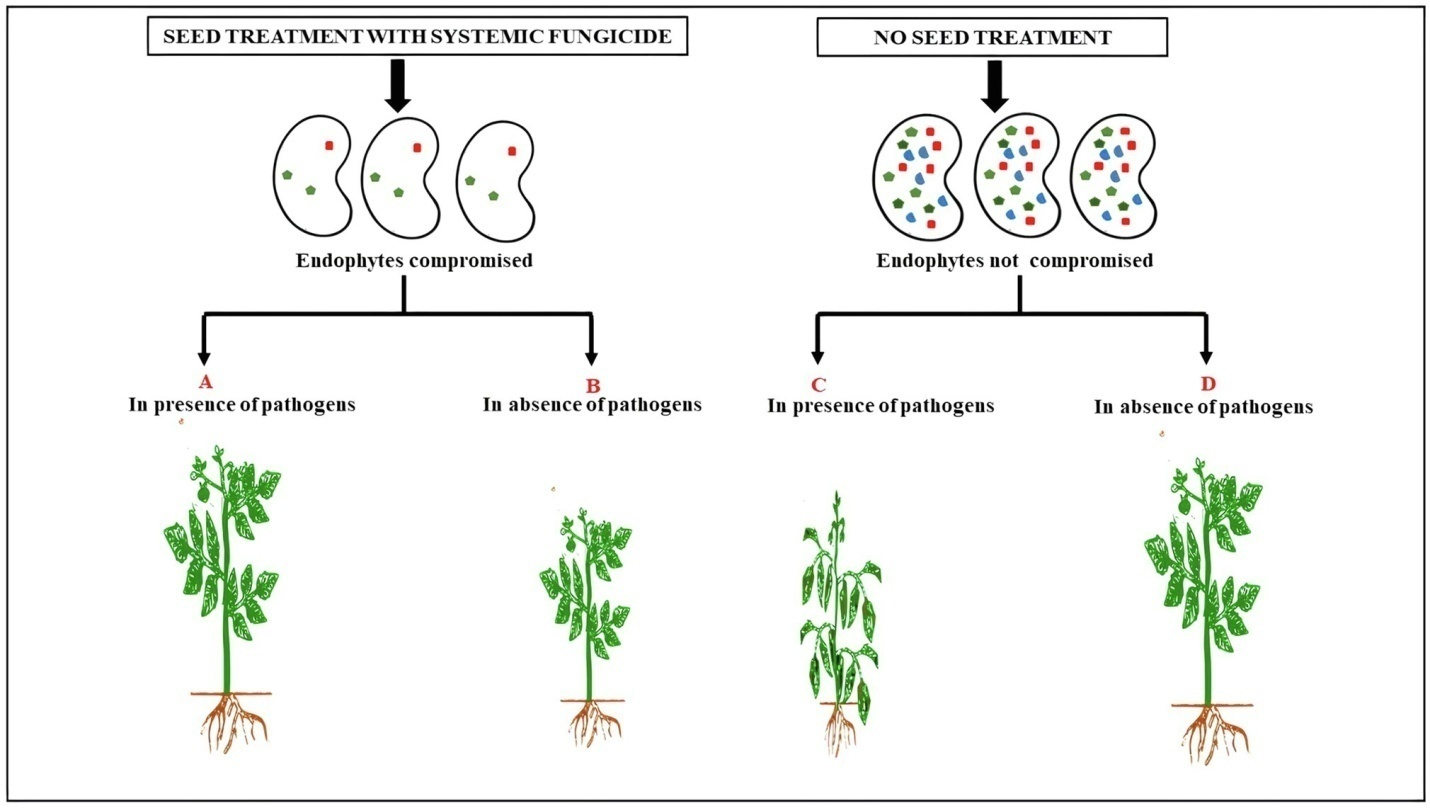 SEED TREATMENT WITH SYSTEMIC FUNGICIDE
NO SEED TREATMENT
Endophytes compromised
Endophytes not compromised
A
In presence of pathogens
B
In absence of pathogens
C
In presence of pathogens
D
In absence of pathogens